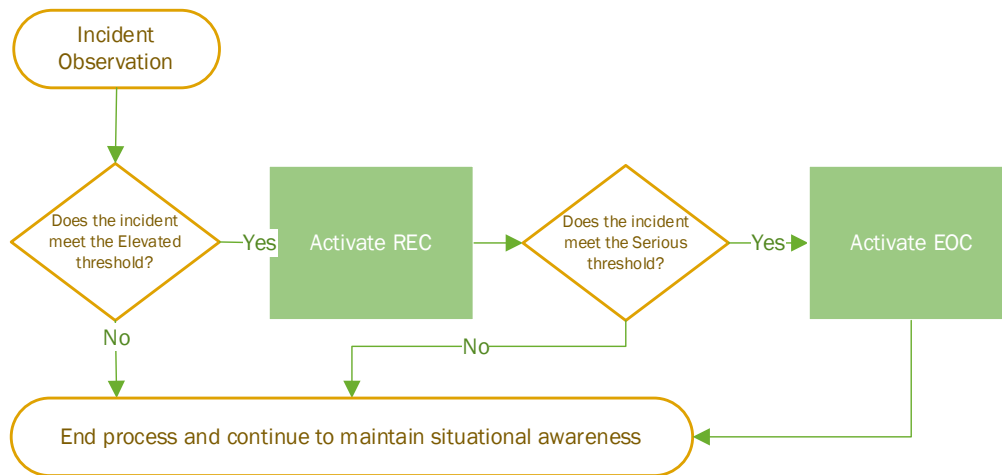 Incident
Observation
Does the incident
meet the Elevated
threshold?
Yes
Activate REC
Does the incident
meet the Serious
threshold?
Yes
Activate EOC
No
No
End process and continue to maintain situational awareness